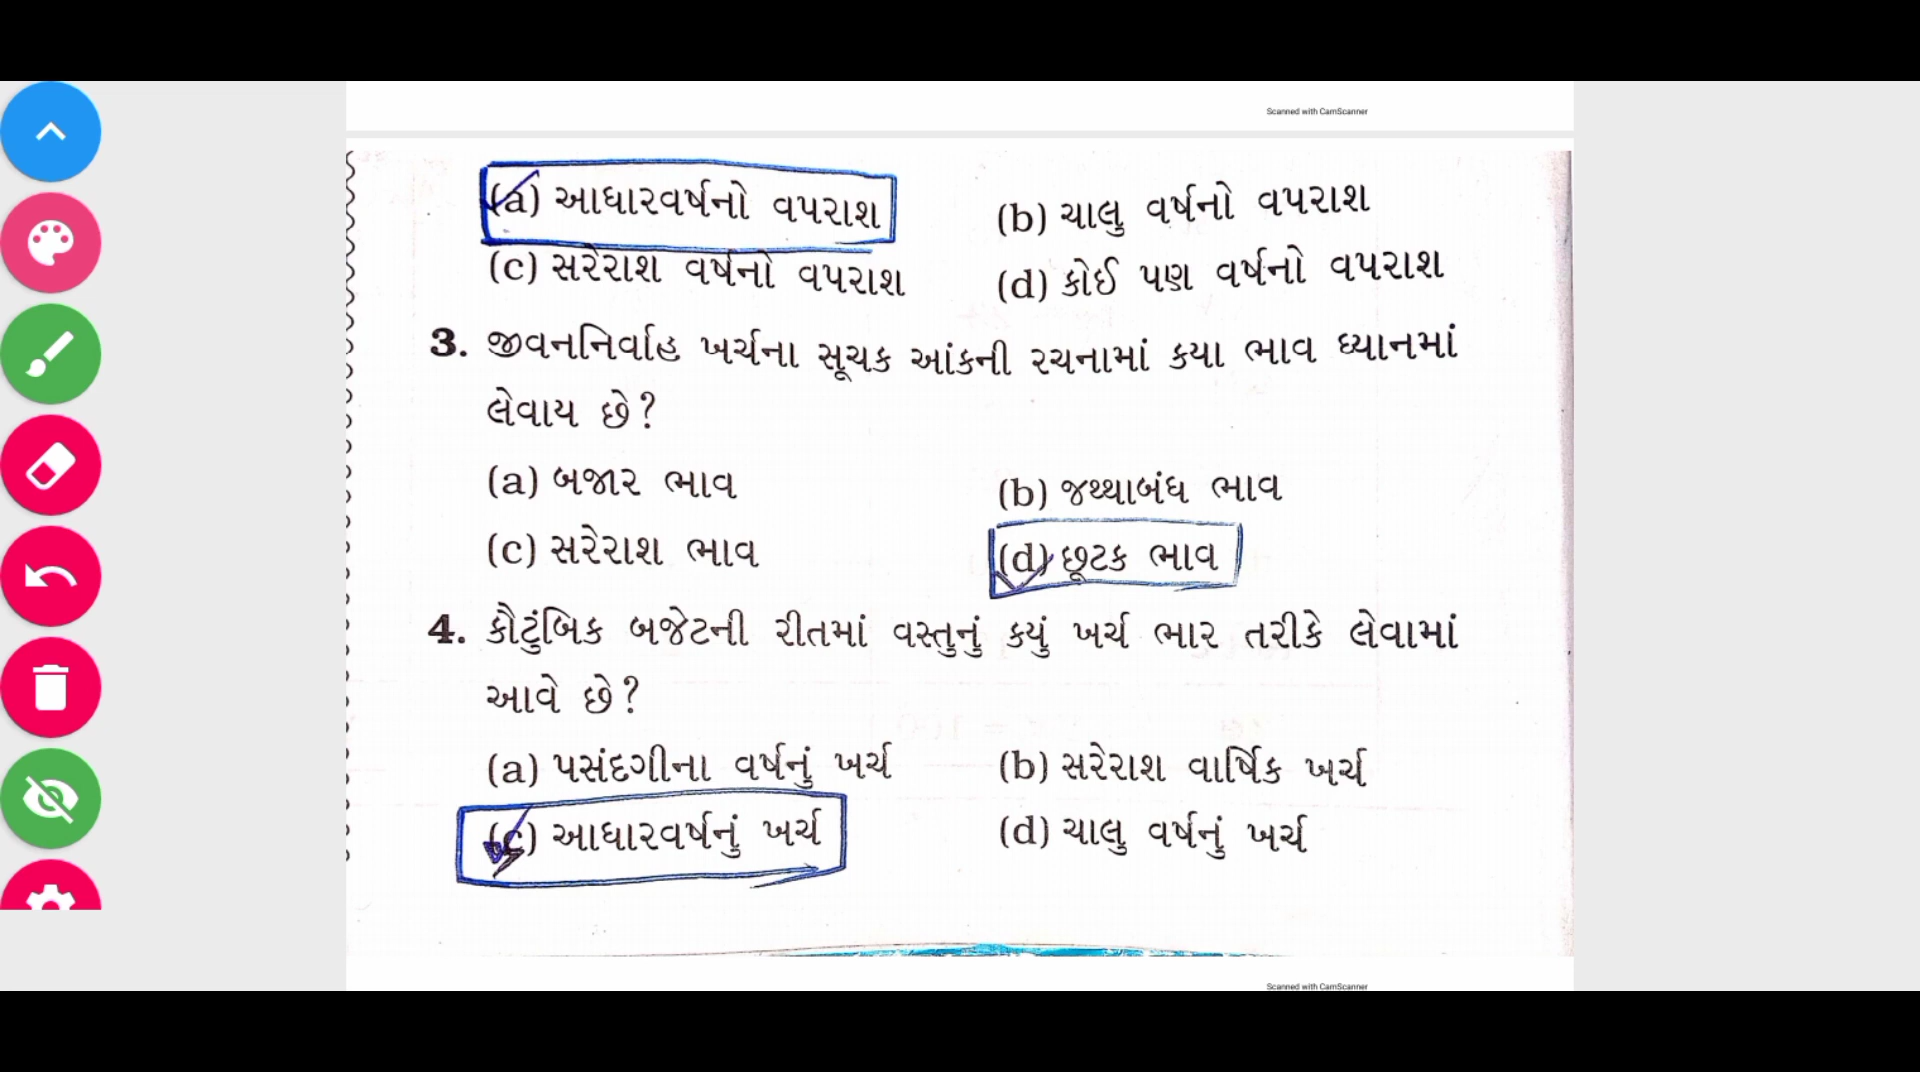 Scanned with CamScanner
(a) આધારવર્ષનો વપરાશ (b) ચાલુ વર્ષનો વપરાશ
(c) સરેરાશ વર્ષનો વપરાશ (d) કોઈ પણ વર્ષનો વપરાશ
3. જીવનનિર્વાહ ખર્ચના સૂચક આંકની રચનામાં કયા ભાવ ધ્યાનમાં
લેવાય છે?
(a) બજાર ભાવ (b) જથ્થાબંધ ભાવ
(c) સરેરાશ ભાવ (d) છૂટક ભાવ
4. કૌટુંબિક બજેટની રીતમાં વસ્તુનું કયું ખર્ચ ભાર તરીકે લેવામાં
આવે છે?
(a) પસંદગીના વર્ષનું ખર્ચ (b) સરેરાશ વાર્ષિક ખર્ચ
(c) આધારવર્ષનું ખર્ચ (d) ચાલુ વર્ષનું ખર્ચ
Scanned with CamScanner